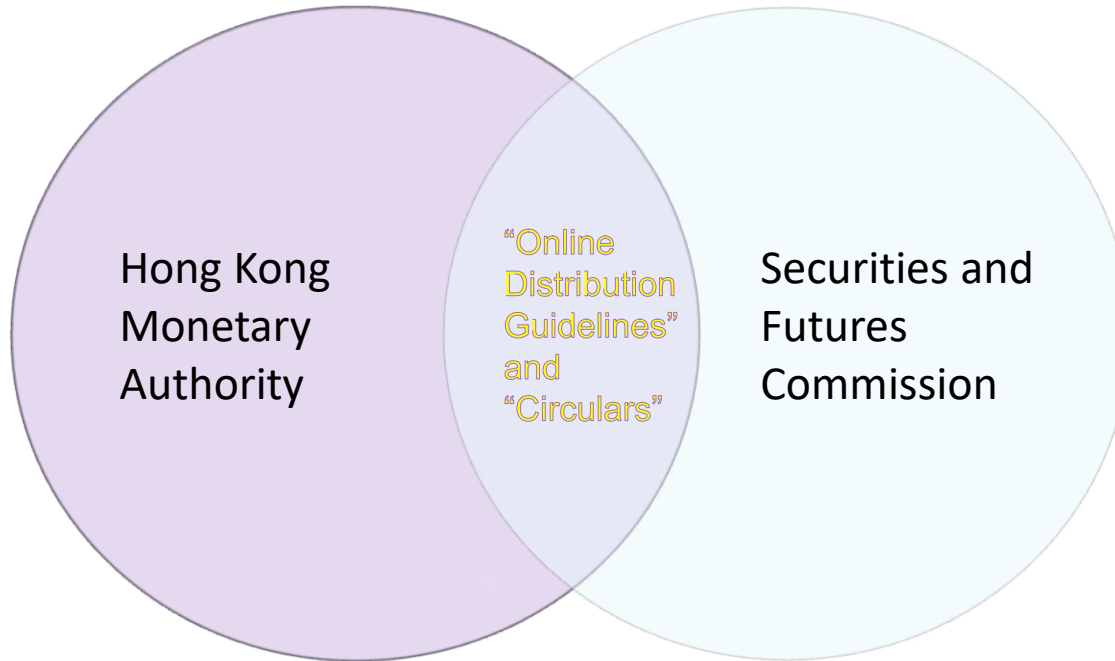 Hong Kong
Monetary
Authority
“Online
Distribution
Guidelines”
and
“Circulars”
Securities and
Futures
Commission